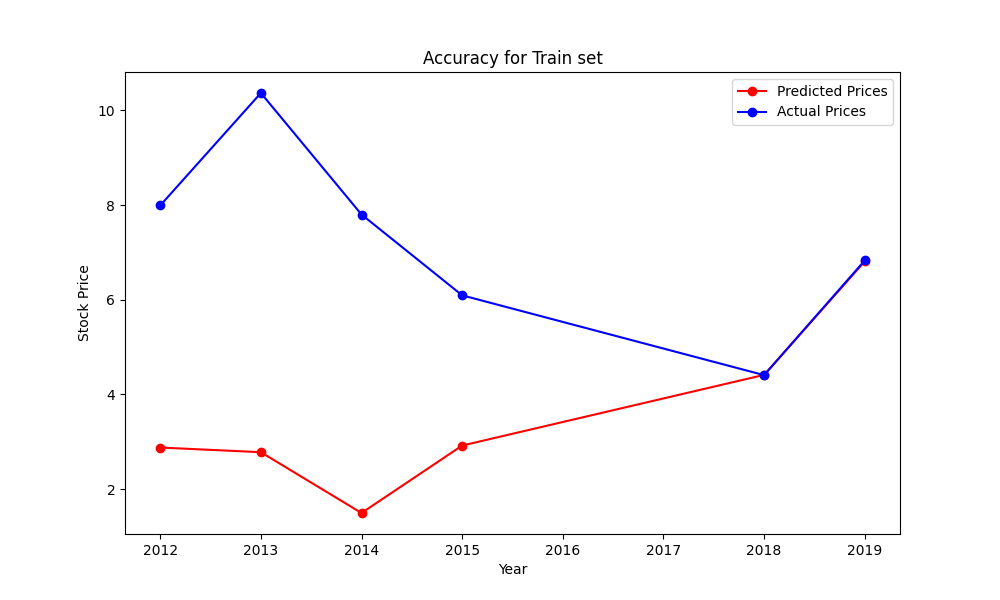 Accuracy for Train set
Predicted Prices
Actual Prices
10
8
6
4
2
Stock Price
2012 2013 2014 2015 2016 2017 2018 2019
Year